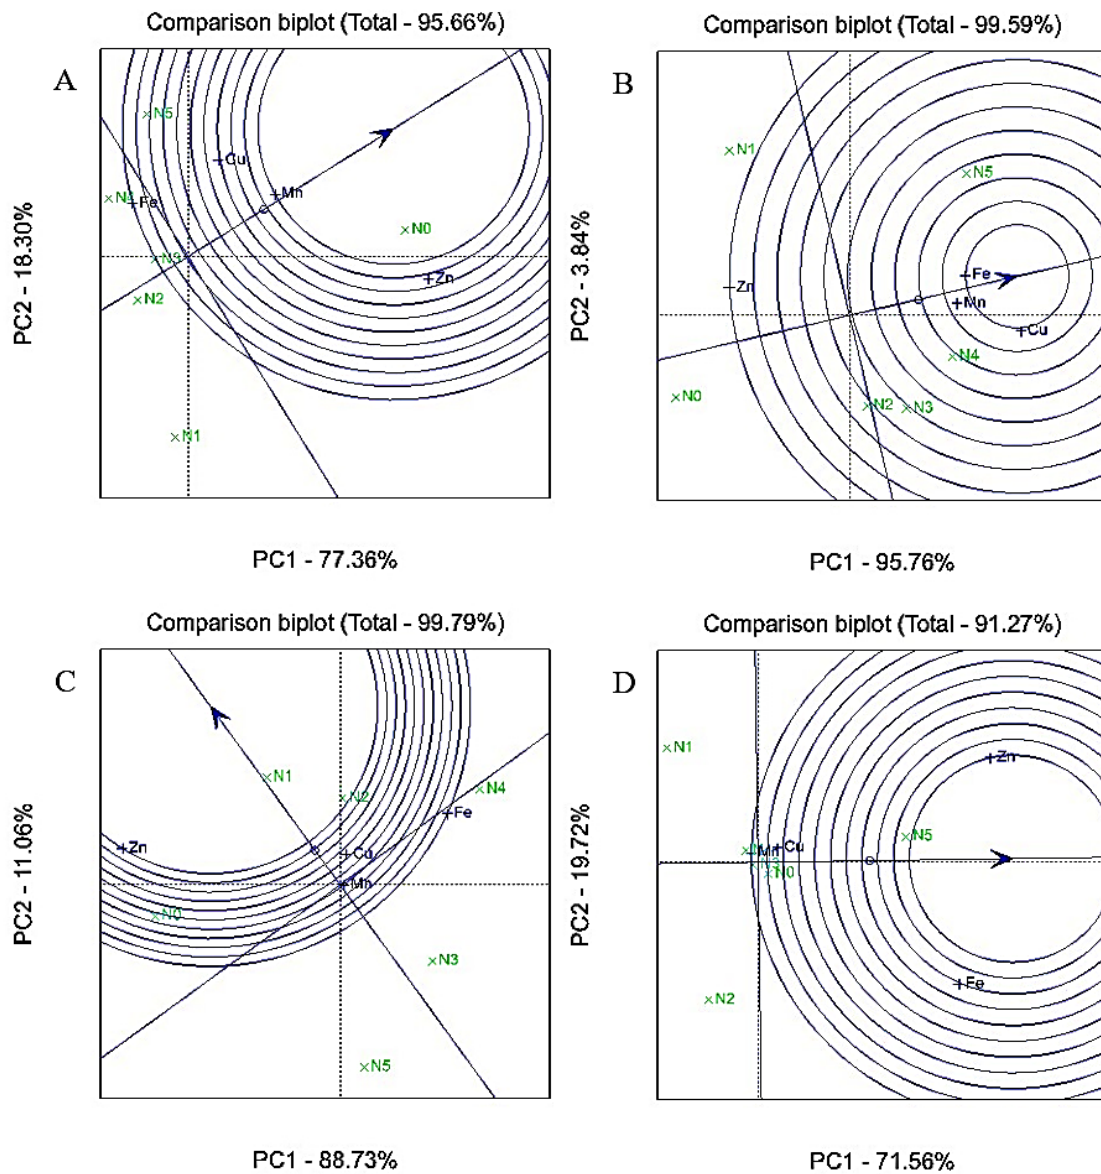 Comparison biplot (Total - 95.66%)
A
N5
Cu
Mn
Fe
N0
N3
Zn
N2
N1
PC2 - 18.30%
PC1 - 77.36%
Comparison biplot (Total - 99.59%)
B
N1
N5
Fe
Zn
Mn
Cu
N4
N0
N2
N3
PC2 - 3.84%
PC1 - 95.76%
Comparison biplot (Total - 99.79%)
C
N1
N2
N4
Fe
Zn
Cu
Mn
N0
N3
N5
PC2 - 11.06%
PC1 - 88.73%
Comparison biplot (Total - 91.27%)
D
N1
Zn
N5
Mn
Cu
N0
Fe
N2
PC2 - 19.72%
PC1 - 71.56%